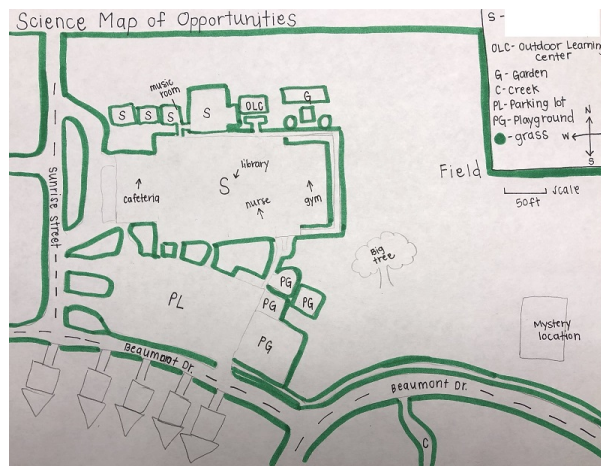 Science Map of Opportunities
S -
OLC- Outdoor Learning
center
G - Garden
C - Creek
PL- Parking lot
PG- Playground
- grass
N
W
S
Field
scale
50ft
music
room
S
S
S
S
OLC
G
library
S
cafeteria
nurse
gym
Sunrise street
Big
tree
PG
PG
PG
PG
PL
Mystery
location
Beaumont Dr.
Beaumont Dr.
C